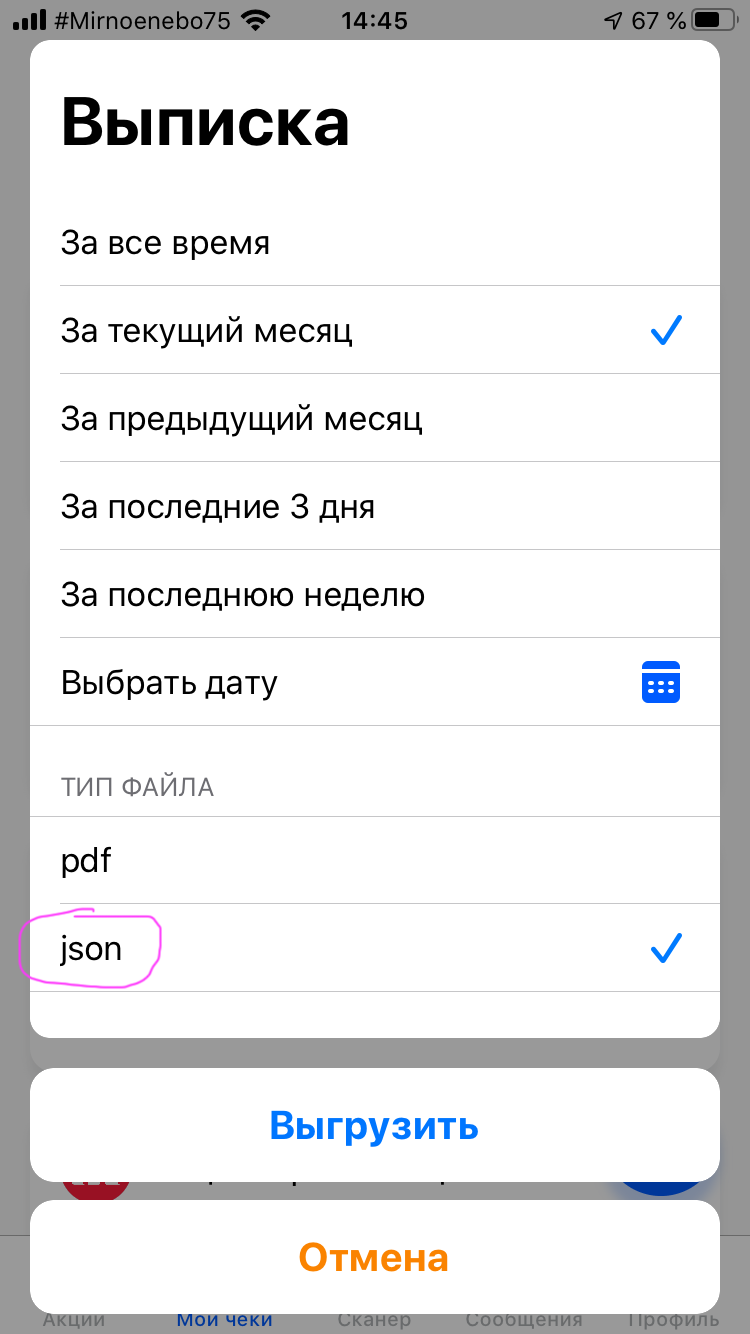 #Mirnoenebo75 14:45 67 %
Выписка
За все время
За текущий месяц
За предыдущий месяц
За последние 3 дня
За последнюю неделю
Выбрать дату
ТИП ФАЙЛА
pdf
json
Выгрузить
Отмена
Акции Мои чеки Сканер Сообщения Профиль